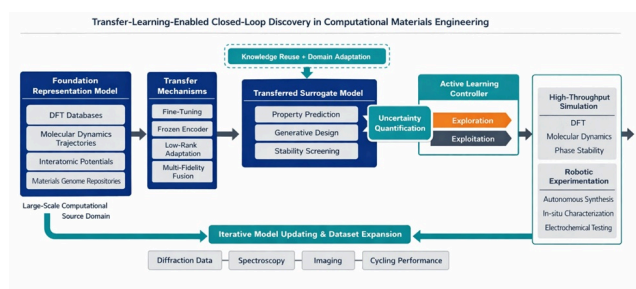 Transfer-Learning-Enabled Closed-Loop Discovery in Computational Materials Engineering
Knowledge Reuse + Domain Adaptation
Foundation
Representation Model
DFT Databases
Molecular Dynamics
Trajectories
Interatomic Potentials
Materials Genome Repositories
Large-Scale Computational
Source Domain
Transfer
Mechanisms
Fine-Tuning
Frozen Encoder
Low-Rank
Adaptation
Multi-Fidelity
Fusion
Transferred Surrogate Model
Property Prediction
Generative Design
Stability Screening
Uncertainty
Quantification
Active Learning
Controller
Exploration
Exploitation
High-Throughput
Simulation
DFT
Molecular Dynamics
Phase Stability
Robotic
Experimentation
Autonomous Synthesis
In-situ Characterization
Electrochemical Testing
Iterative Model Updating & Dataset Expansion
Diffraction Data
Spectroscopy
Imaging
Cycling Performance